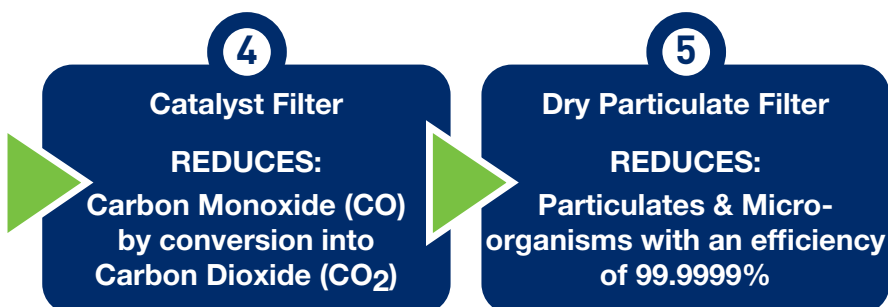 4
Catalyst Filter
REDUCES:
Carbon Monoxide (CO)
by conversion into
Carbon Dioxide (CO₂)
5
Dry Particulate Filter
REDUCES:
Particulates & Micro-
organisms with an efficiency
of 99.9999%